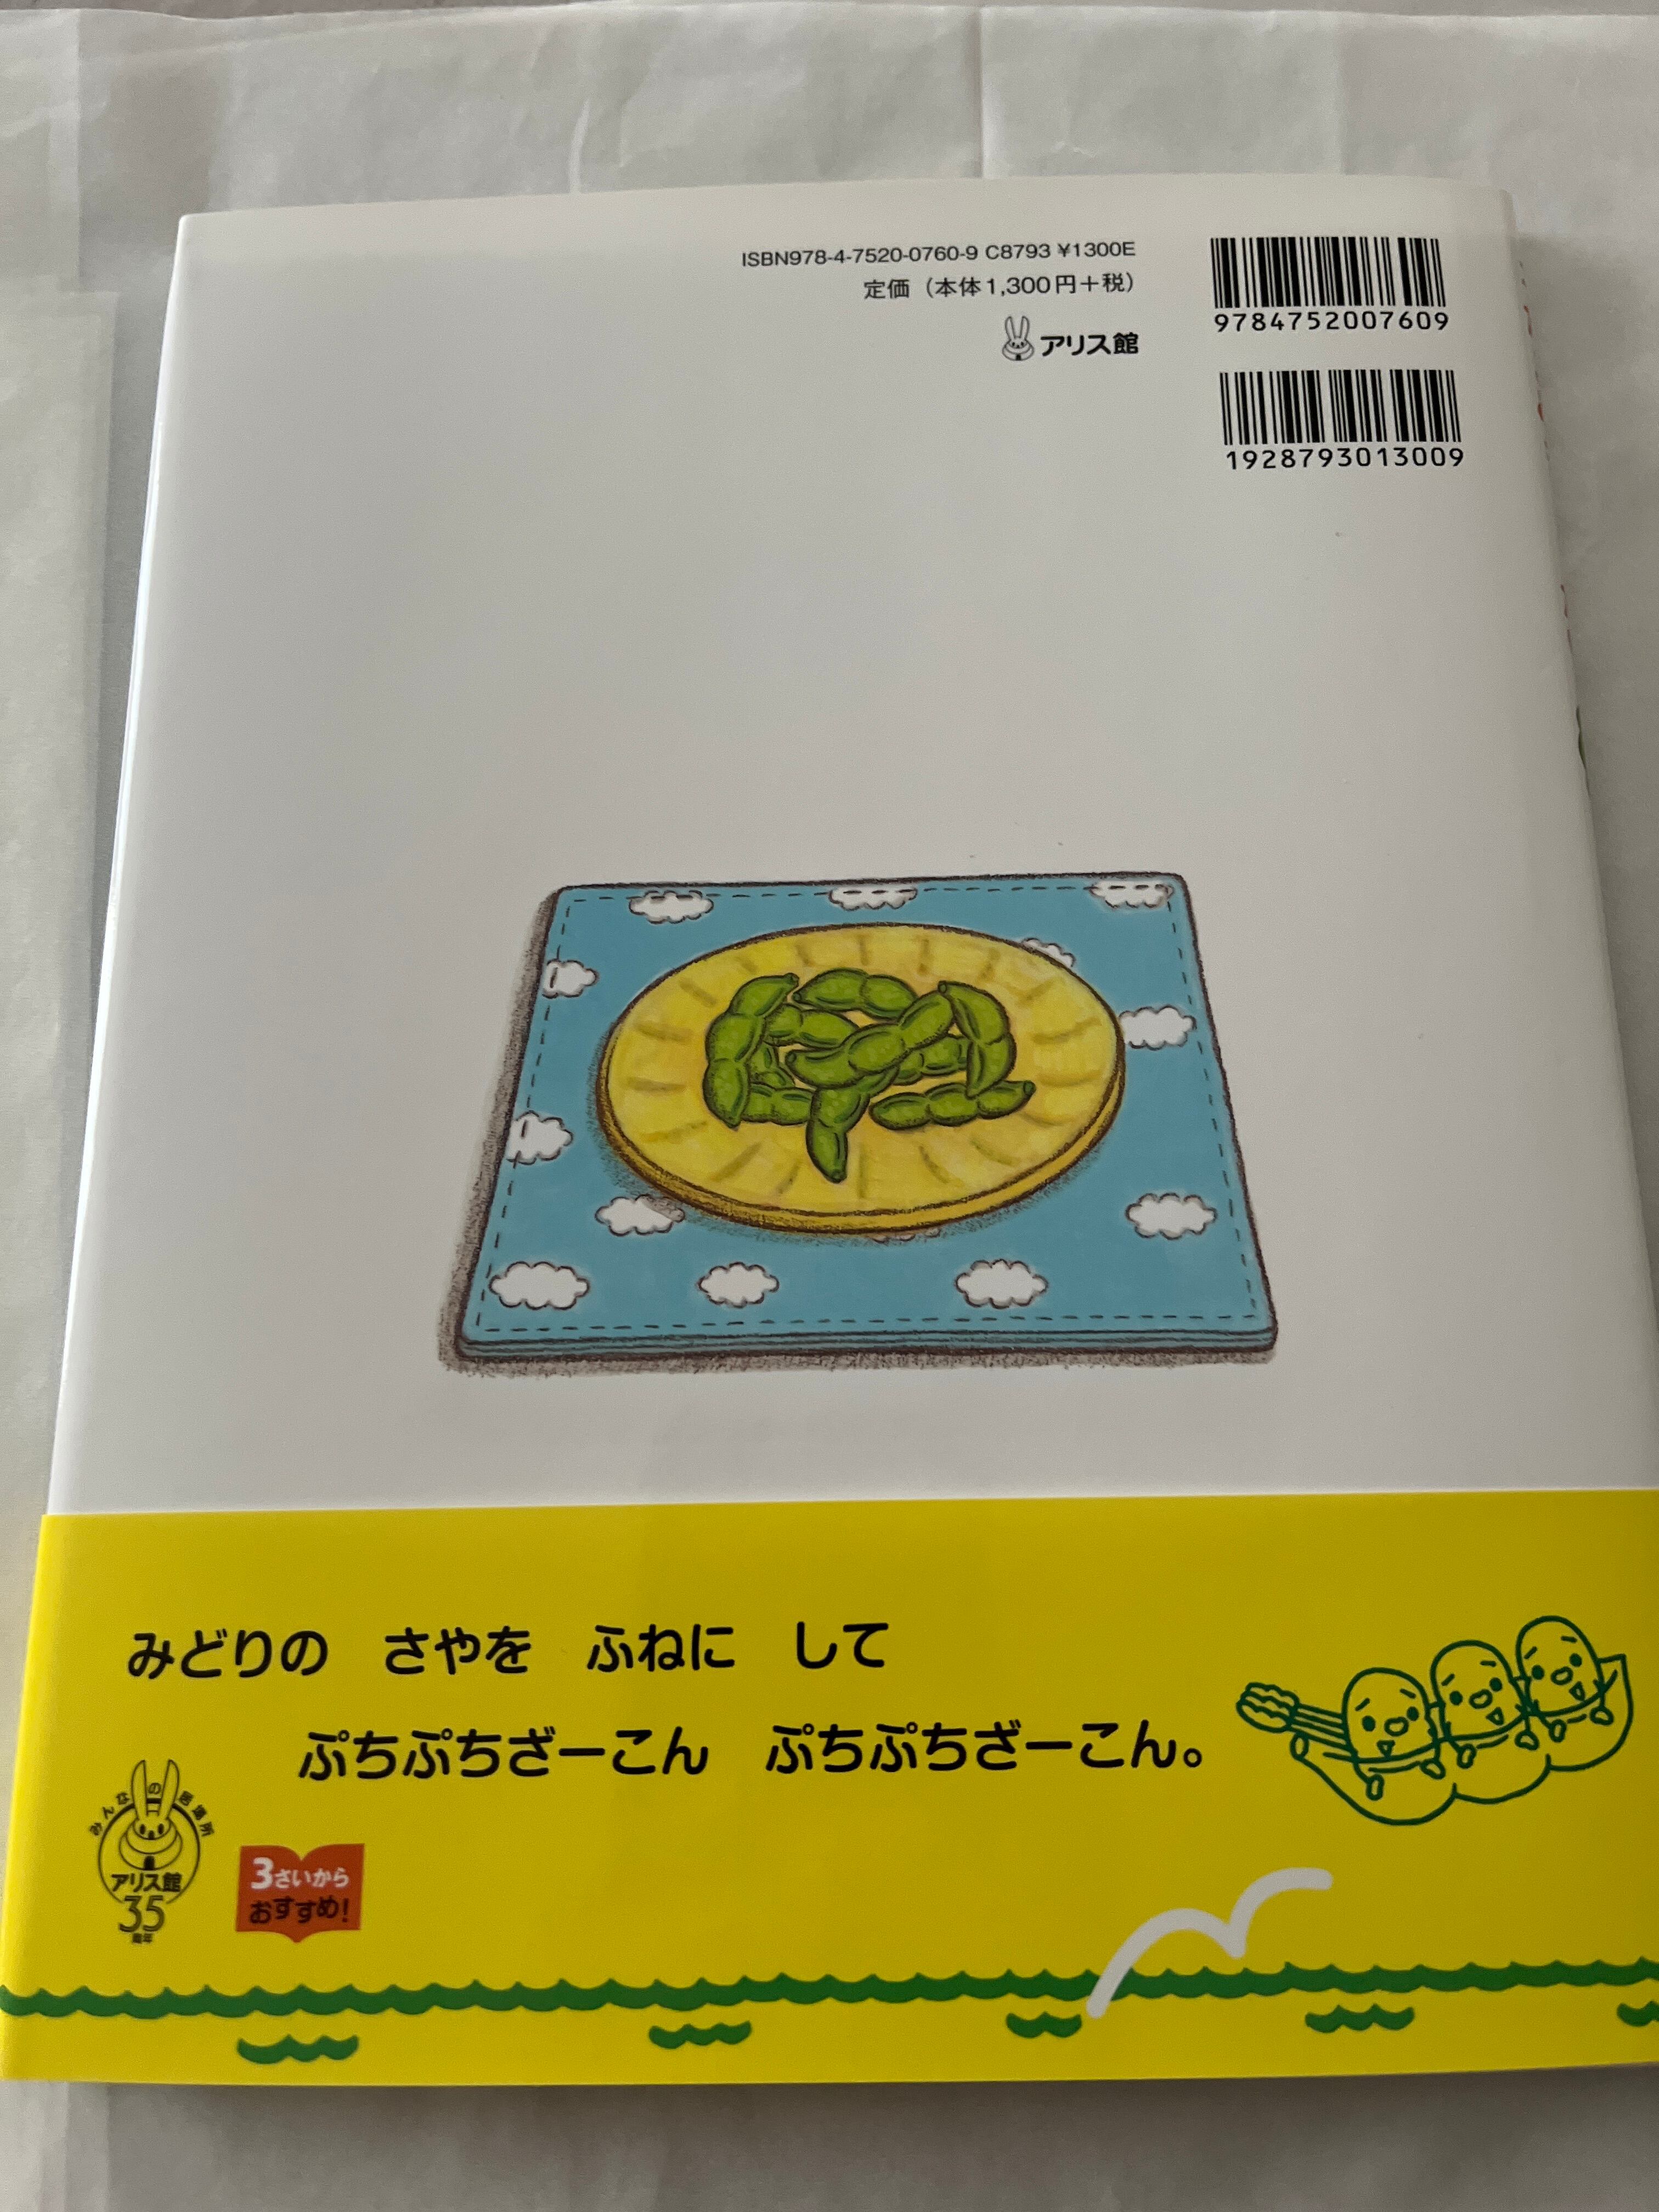 ISBN978-4-7520-0760-9 C8793 ¥1300E
定価（本体1,300円＋税）
アリス館
9784752007609
1928793013009
みどりの　さやを　ふねに　して
ぷちぷちざーこん　ぷちぷちざーこん。
みんなの居場所
アリス館
35
周年
3さいから
おすすめ！